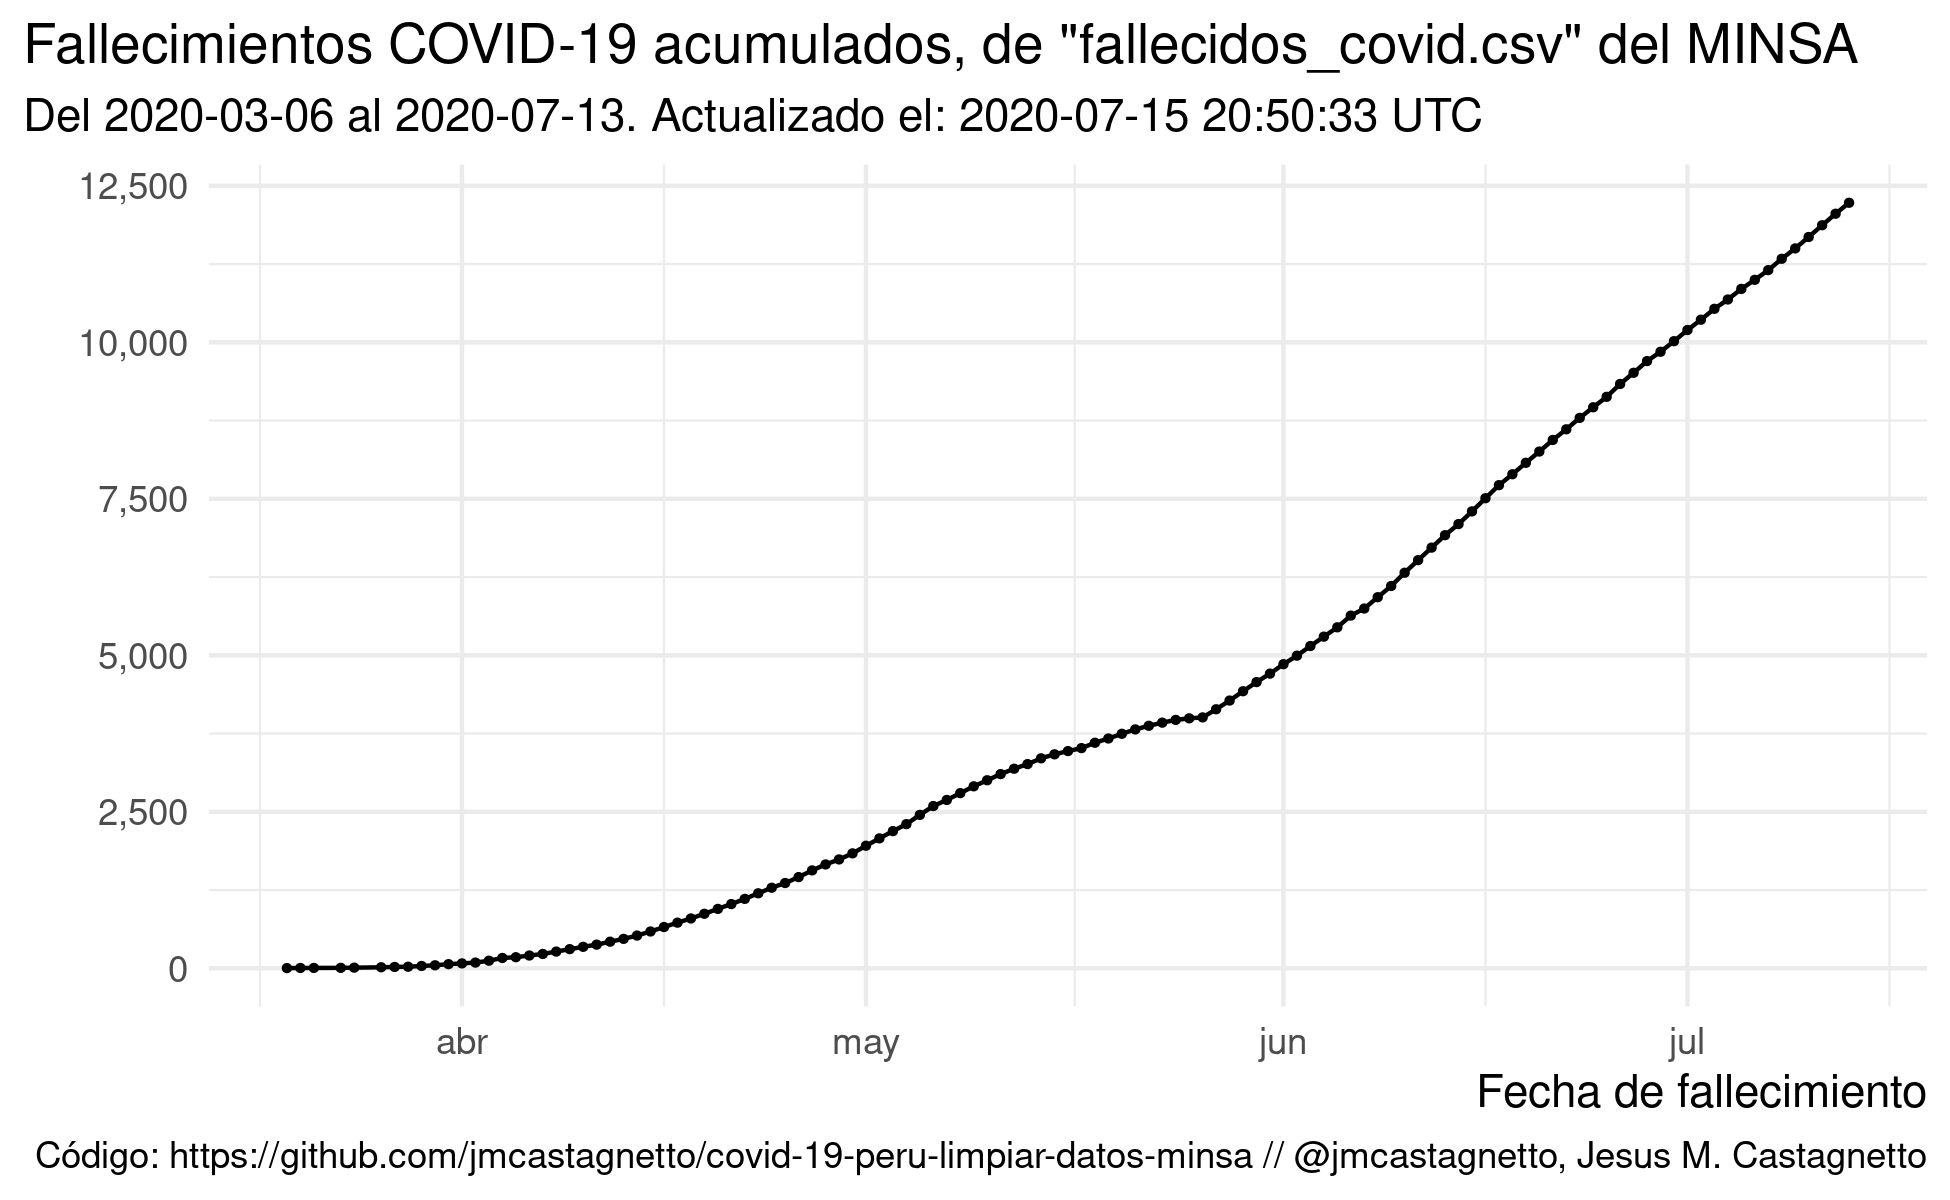 Fallecimientos COVID-19 acumulados, de "fallecidos_covid.csv" del MINSA
Del 2020-03-06 al 2020-07-13. Actualizado el: 2020-07-15 20:50:33 UTC
12,500
10,000
7,500
5,000
2,500
0
abr may jun jul
Fecha de fallecimiento
Código: https://github.com/jmcastagnetto/covid-19-peru-limpiar-datos-minsa // @jmcastagnetto, Jesus M. Castagnetto